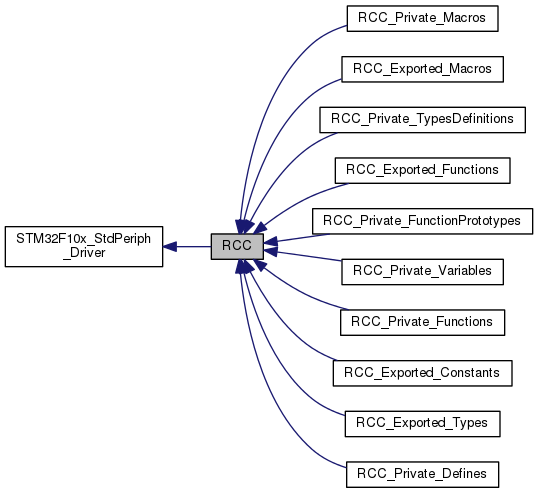 RCC_Private_Macros
RCC_Exported_Macros
RCC_Private_TypesDefinitions
RCC_Exported_Functions
RCC_Private_FunctionPrototypes
STM32F10x_StdPeriph
_Driver
RCC
RCC_Private_Variables
RCC_Private_Functions
RCC_Exported_Constants
RCC_Exported_Types
RCC_Private_Defines